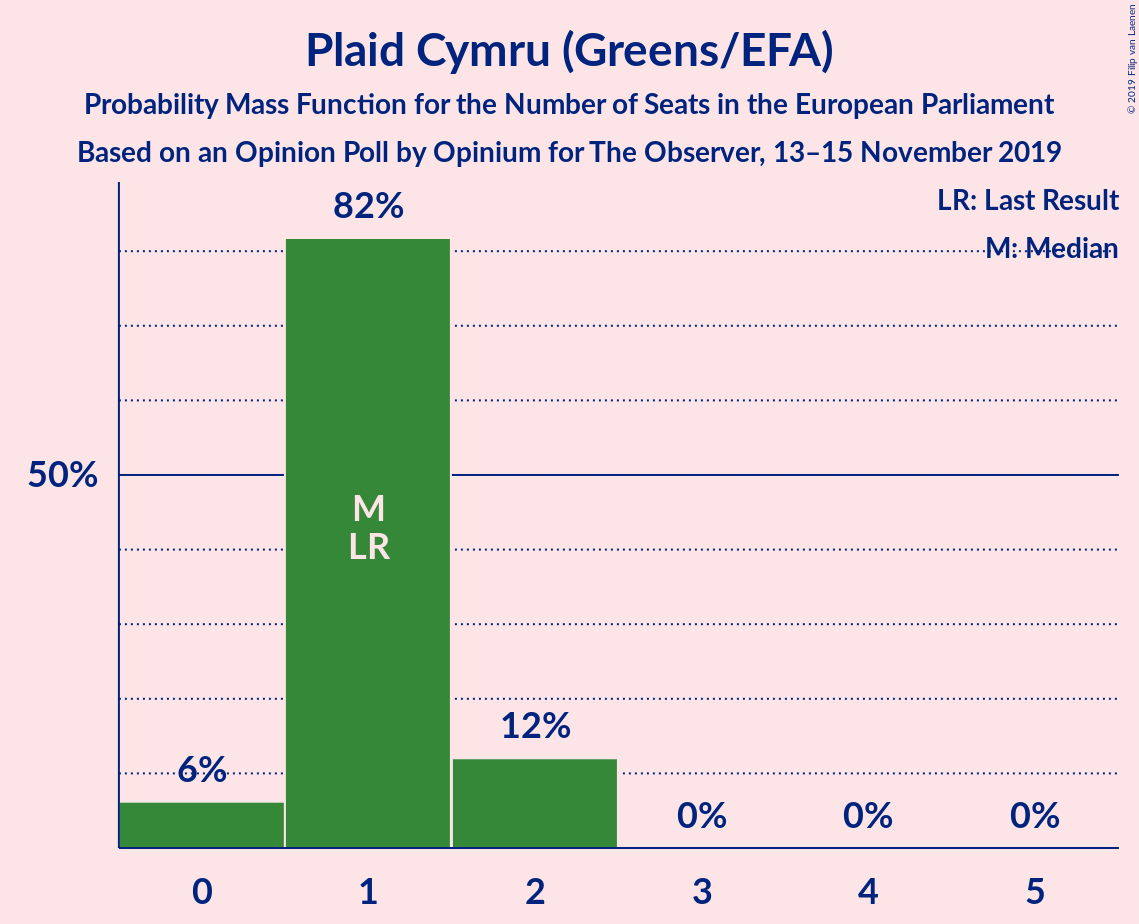 Plaid Cymru (Greens/EFA)
Probability Mass Function for the Number of Seats in the European Parliament
Based on an Opinion Poll by Opinium for The Observer, 13–15 November 2019
© 2019 Filip van Laenen
LR: Last Result
M: Median
82%
50%
M
LR
12%
6%
0%
0%
0%
0
1
2
3
4
5